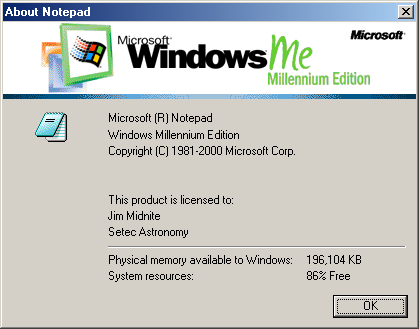 About Notepad
Microsoft®
Windows Me
Millennium Edition
Microsoft®
Microsoft (R) Notepad
Windows Millennium Edition
Copyright (C) 1981-2000 Microsoft Corp.
This product is licensed to:
Jim Midnite
Setec Astronomy
Physical memory available to Windows: 196,104 KB
System resources: 86% Free
OK